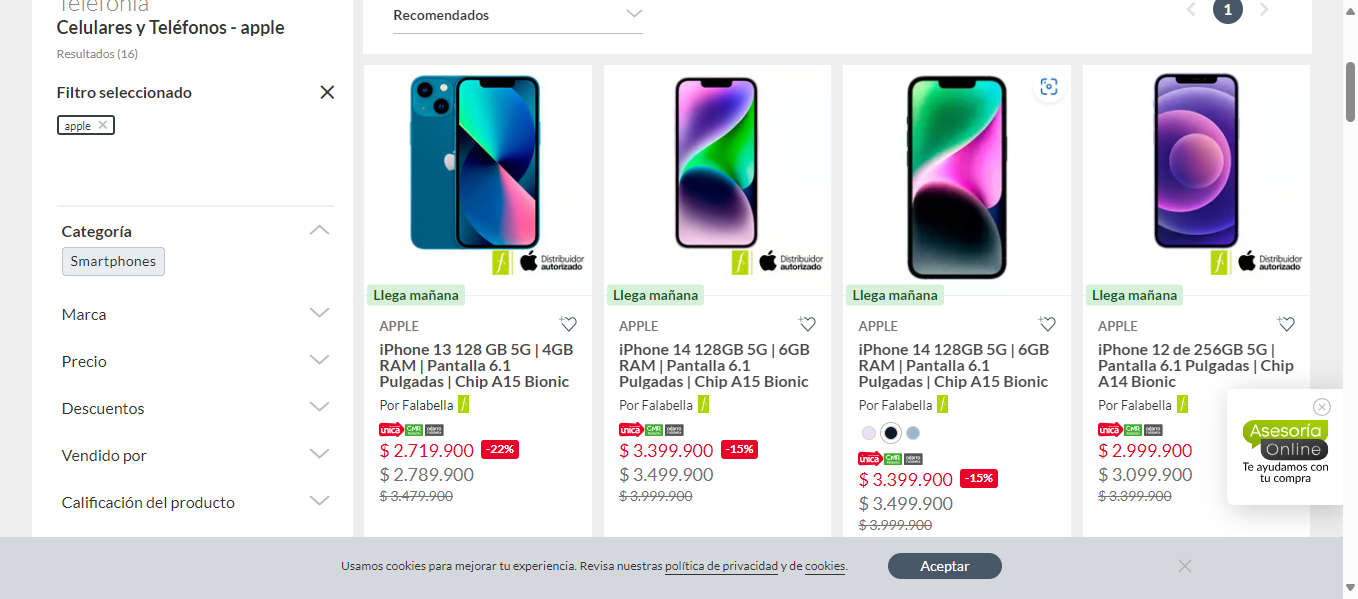 Telefonía
Celulares y Teléfonos - apple
Resultados (16)
Filtro seleccionado
apple
Categoría
Smartphones
Marca
Precio
Descuentos
Vendido por
Calificación del producto
Recomendados
1
Distribuidor
autorizado
Llega mañana
APPLE
iPhone 13 128 GB 5G | 4GB
RAM | Pantalla 6.1
Pulgadas | Chip A15 Bionic
Por Falabella
única CMR
$ 2.719.900 -22%
$ 2.789.900
$ 3.479.900
Distribuidor
autorizado
Llega mañana
APPLE
iPhone 14 128GB 5G | 6GB
RAM | Pantalla 6.1
Pulgadas | Chip A15 Bionic
Por Falabella
única CMR
$ 3.399.900 -15%
$ 3.499.900
$ 3.999.900
Llega mañana
APPLE
iPhone 14 128GB 5G | 6GB
RAM | Pantalla 6.1
Pulgadas | Chip A15 Bionic
Por Falabella
única CMR
$ 3.399.900 -15%
$ 3.499.900
$ 3.999.900
Distribuidor
autorizado
Llega mañana
APPLE
iPhone 12 de 256GB 5G |
Pantalla 6.1 Pulgadas | Chip
A14 Bionic
Por Falabella
única CMR
$ 2.999.900
$ 3.099.900
$ 3.399.900
Asesoría
Online
Te ayudamos con
tu compra
Usamos cookies para mejorar tu experiencia. Revisa nuestras política de privacidad y de cookies.
Aceptar